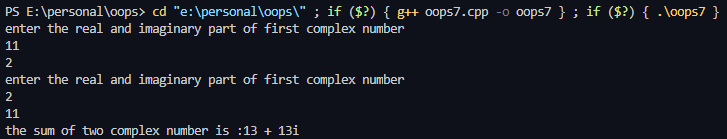 PS E:\personal\oops> cd "e:\personal\oops\" ; if ($?) { g++ oops7.cpp -o oops7 } ; if ($?) { .\oops7 }
enter the real and imaginary part of first complex number
11
2
enter the real and imaginary part of first complex number
2
11
the sum of two complex number is :13 + 13i